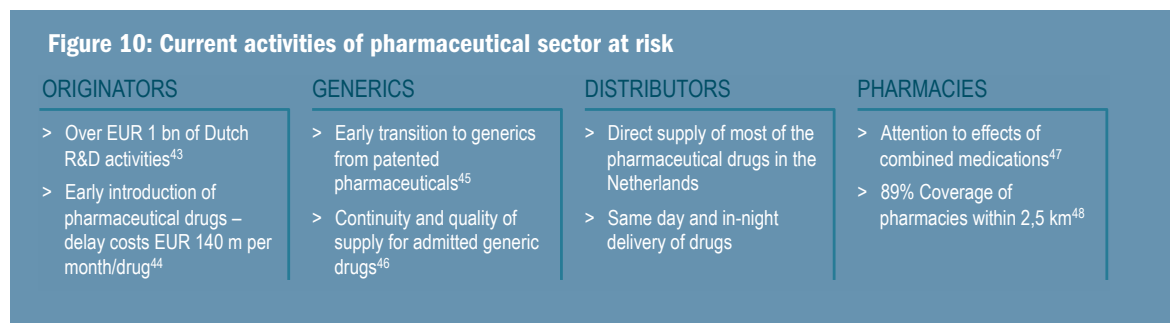 Figure 10: Current activities of pharmaceutical sector at risk
ORIGINATORS
> Over EUR 1 bn of Dutch
R&D activities43
> Early introduction of
pharmaceutical drugs –
delay costs EUR 140 m per
month/drug44
GENERICS
> Early transition to generics
from patented
pharmaceuticals45
> Continuity and quality of
supply for admitted generic
drugs46
DISTRIBUTORS
> Direct supply of most of the
pharmaceutical drugs in the
Netherlands
> Same day and in-night
delivery of drugs
PHARMACIES
> Attention to effects of
combined medications47
> 89% Coverage of
pharmacies within 2,5 km48